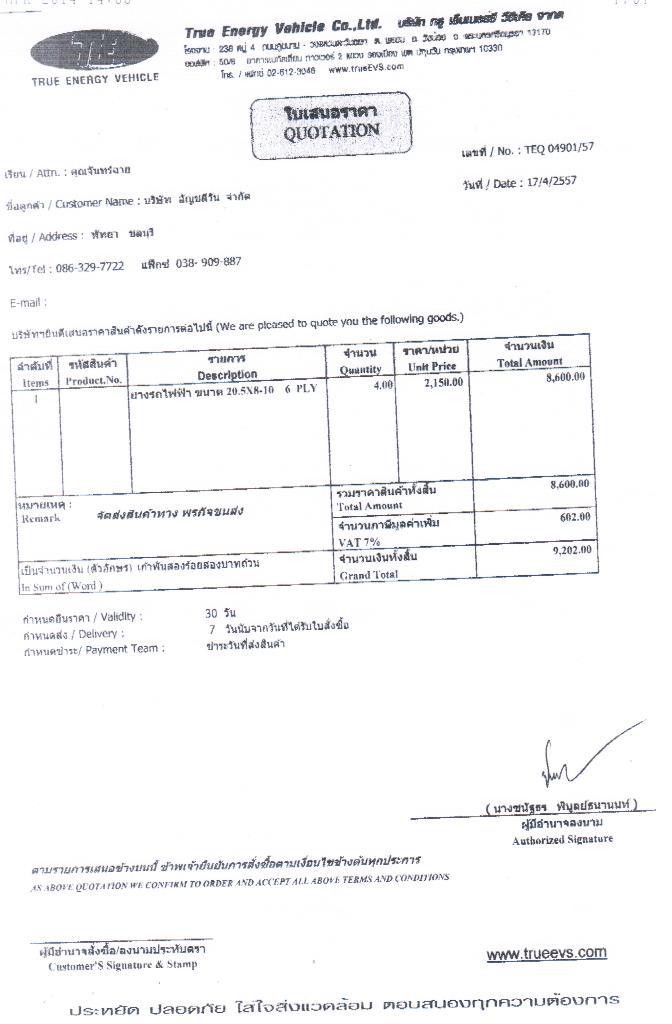 True Energy Vehicle Co.,Ltd. บริษัท ทรู เอ็นเนอร์ยี่ วีฮิเคิล จำกัด
โรงงาน : 238 หมู่ 4 13170
ออฟฟิศ : 50/8 กรุงเทพฯ 10330
โทร. / แฟกซ์ 02-612-3046 www.trueEVS.com
THE
TRUE ENERGY VEHICLE
ใบเสนอราคา
QUOTATION
เลขที่ / No. : TEQ 04901/57
เรียน / Attn. : คุณจันทร์ฉาย
วันที่ / Date : 17/4/2557
ชื่อลูกค้า / Customer Name : บริษัท อัญชลีวัน จำกัด
ที่อยู่ / Address : พัทยา ชลบุรี
โทร/Tel : 086-329-7722 แฟ็กซ์ 038- 909-887
E-mail :
บริษัทฯยินดีเสนอราคาสินค้าดังรายการต่อไปนี้ (We are pleased to quote you the following goods.)
ลำดับที่ รหัสสินค้า รายการ จำนวน ราคา/หน่วย จำนวนเงิน
Items Product.No. Description Quantity Unit Price Total Amount
1 ยางรถไฟฟ้า ขนาด 20.5X8-10 6 PLY 4.00 2,150.00 8,600.00
หมายเหตุ : รวมราคาสินค้าทั้งสิ้น 8,600.00
Remark จัดส่งสินค้าทาง พรกิจขนส่ง Total Amount
จำนวนภาษีมูลค่าเพิ่ม 602.00
VAT 7%
เป็นจำนวนเงิน (ตัวอักษร) เก้าพันสองร้อยสองบาทถ้วน จำนวนเงินทั้งสิ้น 9,202.00
In Sum of (Word ) Grand Total
กำหนดยืนราคา / Validity : 30 วัน
กำหนดส่ง / Delivery : 7 วันนับจากวันที่ได้รับใบสั่งซื้อ
กำหนดชำระ/ Payment Team : ชำระวันที่ส่งสินค้า
( นางชนัฐธร พิบูลย์ธนานนท์ )
ผู้มีอำนาจลงนาม
Authorized Signature
ตามรายการเสนอข้างบนนี้ ข้าพเจ้ายืนยันการสั่งซื้อตามเงื่อนไขข้างต้นทุกประการ
AS ABOVE QUOTATION WE CONFIRM TO ORDER AND ACCEPT ALL ABOVE TERMS AND CONDITIONS
ผู้มีอำนาจสั่งซื้อ/ลงนามประทับตรา
Customer'S Signature & Stamp
www.trueevs.com
ประหยัด ปลอดภัย ใส่ใจสิ่งแวดล้อม ตอบสนองทุกความต้องการ